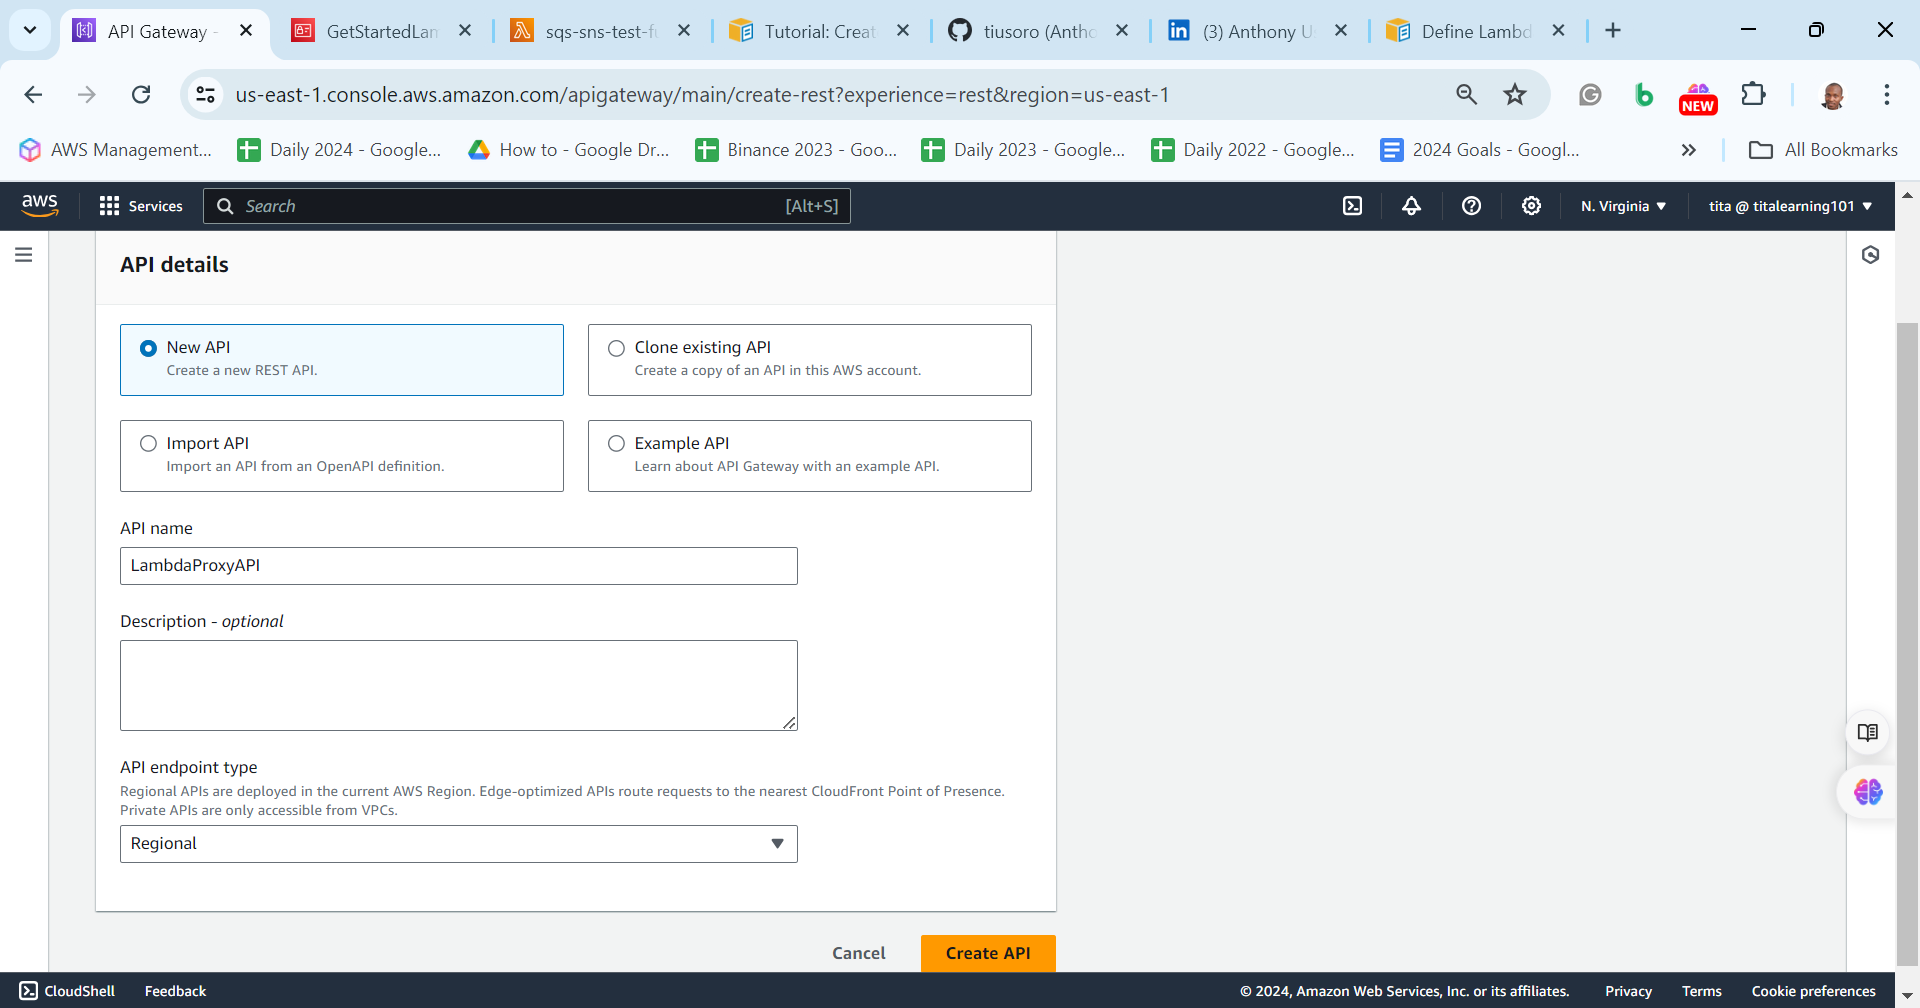 API Gateway -
GetStartedLam
sqs-sns-test-fu
Tutorial: Creat
tiusoro (Antho
(3) Anthony U
Define Lambd
us-east-1.console.aws.amazon.com/apigateway/main/create-rest?experience=rest&region=us-east-1
NEW
AWS Management...
Daily 2024 - Google...
How to - Google Dr...
Binance 2023 - Goo...
Daily 2023 - Google...
Daily 2022 - Google...
2024 Goals - Googl...
All Bookmarks
aws
Services
Search
[Alt+S]
N. Virginia
tita @ titalearning101
API details
New API
Create a new REST API.
Clone existing API
Create a copy of an API in this AWS account.
Import API
Import an API from an OpenAPI definition.
Example API
Learn about API Gateway with an example API.
API name
LambdaProxyAPI
Description - optional
API endpoint type
Regional APIs are deployed in the current AWS Region. Edge-optimized APIs route requests to the nearest CloudFront Point of Presence.
Private APIs are only accessible from VPCs.
Regional
Cancel
Create API
CloudShell
Feedback
© 2024, Amazon Web Services, Inc. or its affiliates.
Privacy
Terms
Cookie preferences